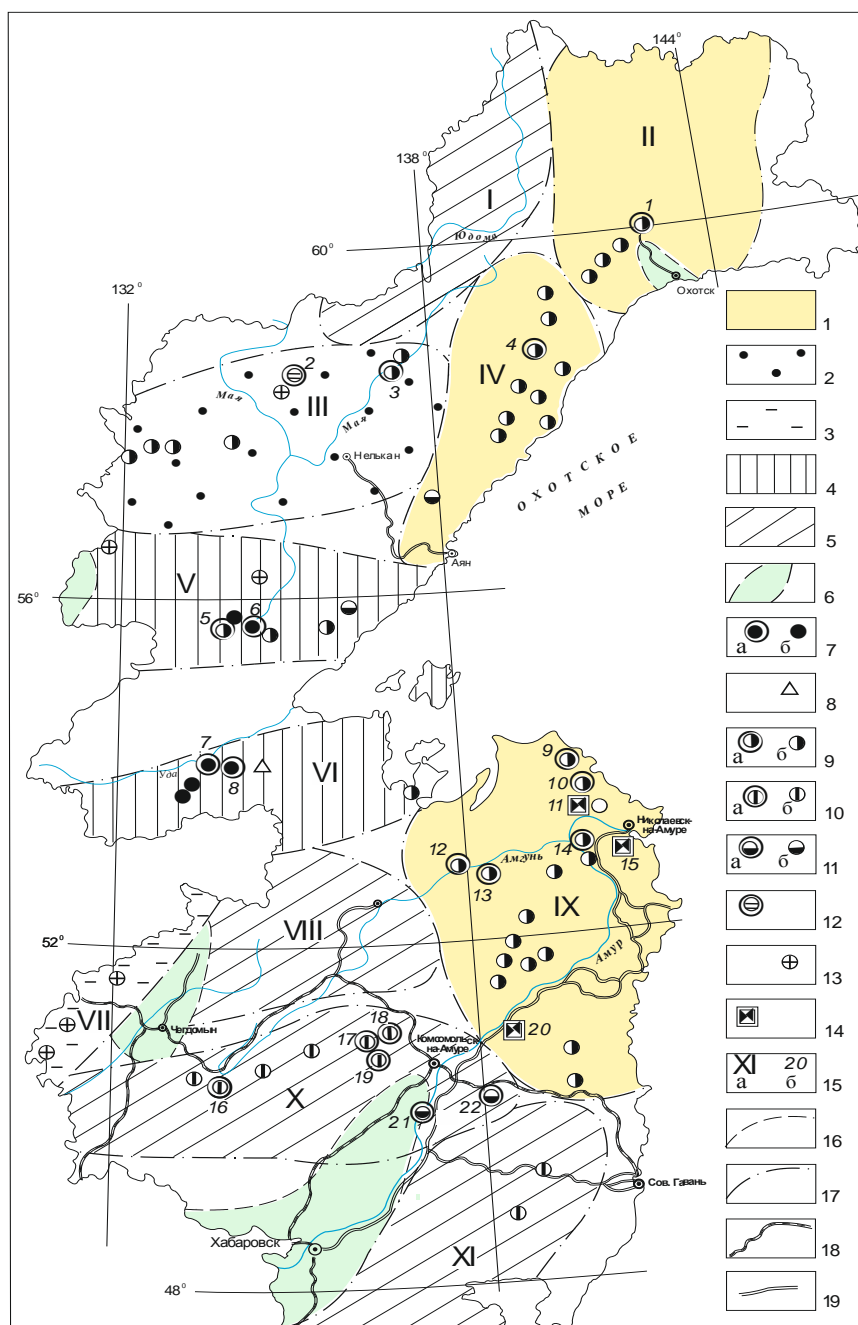 144°
II
138°
1
I
Юдома
60°
Охотск
132°
1
4
2
IV
3
2
III
Мая
Мая
Нелькан
3
ОХОТСКОЕ
МОРЕ
4
Аян
V
5
56°
5
6
6
а б 7
7
8
Уда
8
VI
9
а б 9
10
11
Николаевск-
на-Амуре
а б 10
14
15
12
Амгунь
13
а б 11
IX
VIII
12
52°
Амур
13
VII
Чегдомын
18
20
14
17
Комсомольск-
на-Амуре
XI 20
а б 15
19
16
X
22
21
16
Сов. Гавань
17
Хабаровск
XI
18
48°
19